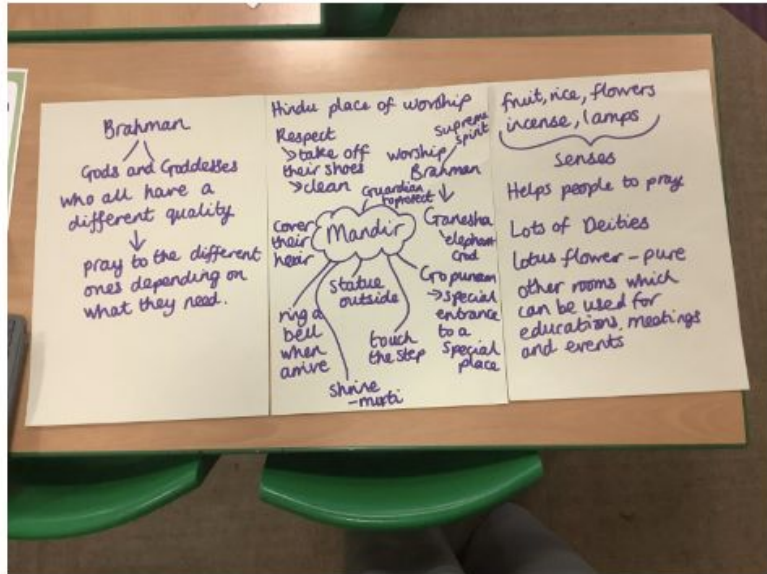 Brahman
Gods and Goddesses
who all have a
different quality
pray to the different
ones depending on
what they need.
Hindu place of worship
Respect
take off
their shoes
clean
Supreme
spirit
worship
Brahman
Guardian
to protect
Mandir
Cover
their
hair
Ganesha
elephant
God
statue
outside
Gopuram
special
entrance
to a
special
place
ring a
bell
when
arrive
touch
the step
shrine
- murti
fruit, rice, flowers
incense, lamps
senses
Helps people to pray
Lots of Deities
lotus flower - pure
other rooms which
can be used for
educations, meetings
and events